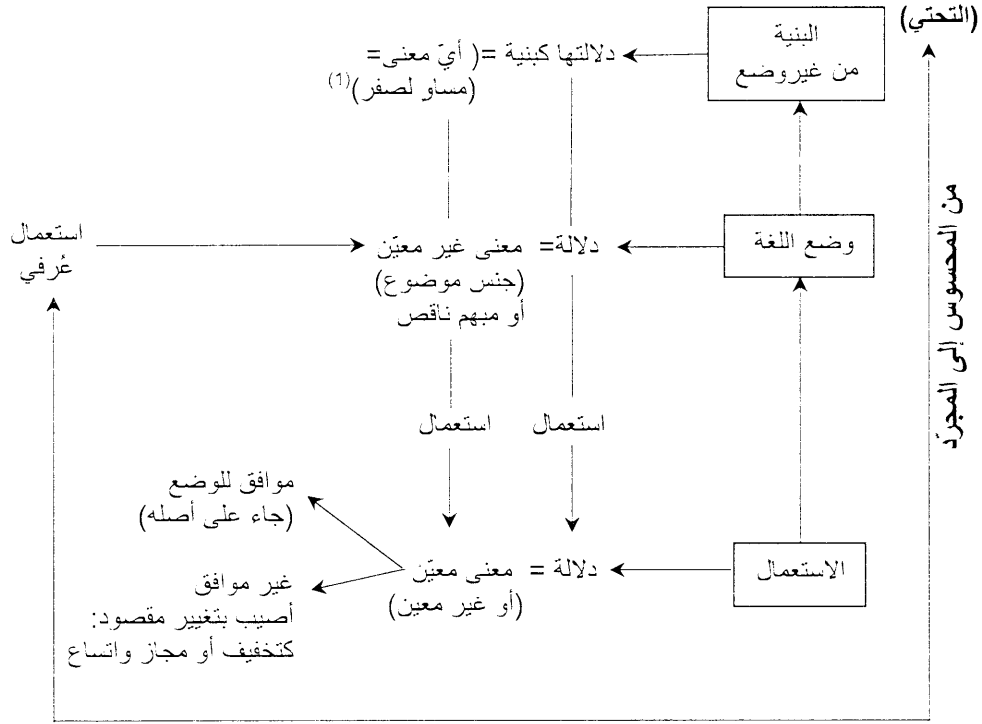 (التحتي)
البنية
من غير وضع
دلالتها كبنية =( أيّ معنى=
(مساوٍ لصفر)(1)
من المحسوس إلى المجرّد
وضع اللغة
دلالة= معنى غير معيّن
(جنس موضوع)
أو مبهم ناقص
استعمال
عُرفي
استعمال
استعمال
موافق للوضع
(جاء على أصله)
الاستعمال
دلالة = معنى معيّن
(أو غير معين)
غير موافق
أصيب بتغيير مقصود:
كتخفيف أو مجاز واتساع